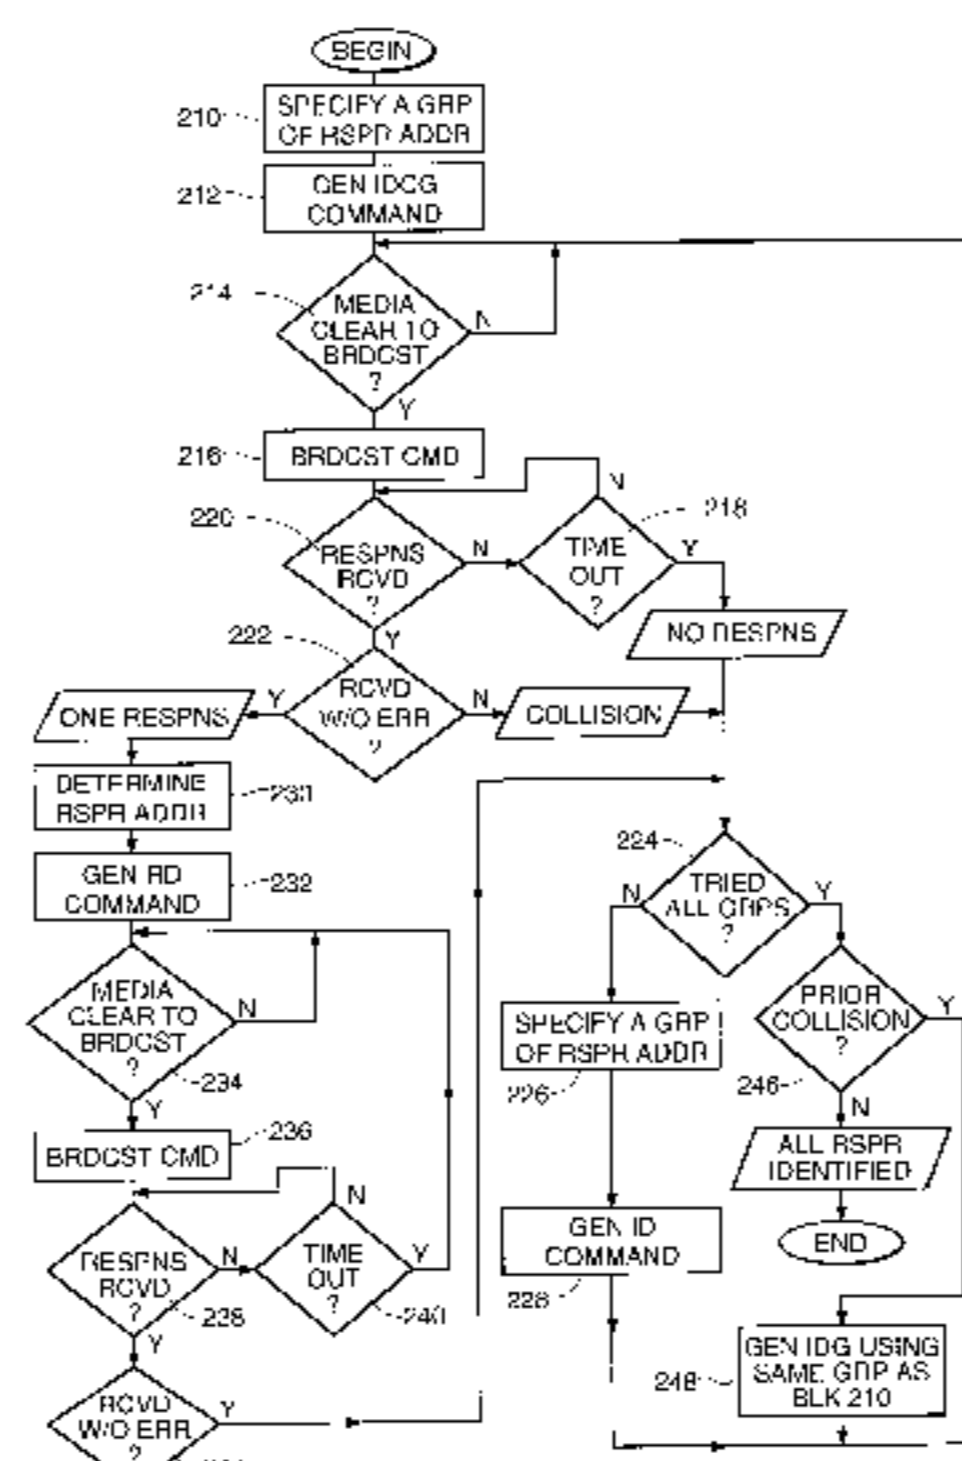 BEGIN
210
SPECIFY A GRP
OF RSPR ADDR
212
GEN IDCG
COMMAND
214
MEDIA
CLEAR TO
BRDCST
?
N
Y
216
BRDCST CMD
N
220
218
RESPNS
RCVD
?
N
TIME
OUT
?
Y
NO RESPNS
222
Y
RCVD
W/O ERR
?
Y
N
ONE RESPNS
COLLISION
DETERMINE
RSPR ADDR
230
224
TRIED
ALL GRPS
?
N
Y
GEN RD
COMMAND
232
MEDIA
CLEAR TO
BRDCST
?
N
234
Y
SPECIFY A GRP
OF RSPR ADDR
226
PRIOR
COLLISION
?
Y
246
N
236
BRDCST CMD
ALL RSPR
IDENTIFIED
N
RESPNS
RCVD
?
N
238
Y
TIME
OUT
?
Y
240
GEN ID
COMMAND
228
END
RCVD
W/O ERR
?
Y
248
GEN IDG USING
SAME GRP AS
BLK 210